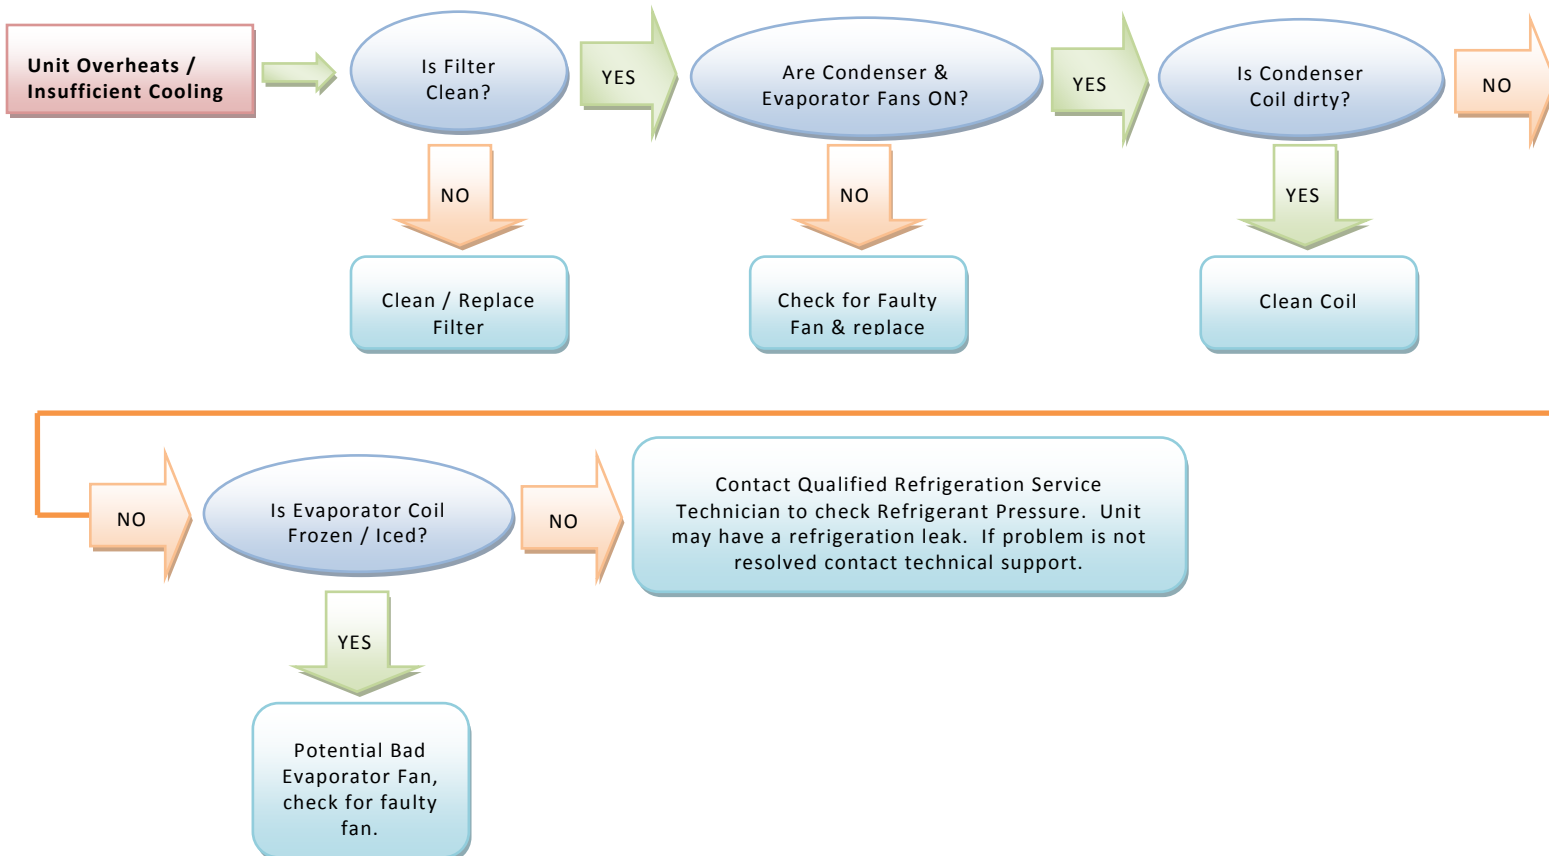 Unit Overheats /
Insufficient Cooling
Is Filter
Clean?
YES
Are Condenser &
Evaporator Fans ON?
YES
Is Condenser
Coil dirty?
NO
NO
NO
YES
Clean / Replace
Filter
Check for Faulty
Fan & replace
Clean Coil
NO
Is Evaporator Coil
Frozen / Iced?
NO
Contact Qualified Refrigeration Service
Technician to check Refrigerant Pressure. Unit
may have a refrigeration leak. If problem is not
resolved contact technical support.
YES
Potential Bad
Evaporator Fan,
check for faulty
fan.